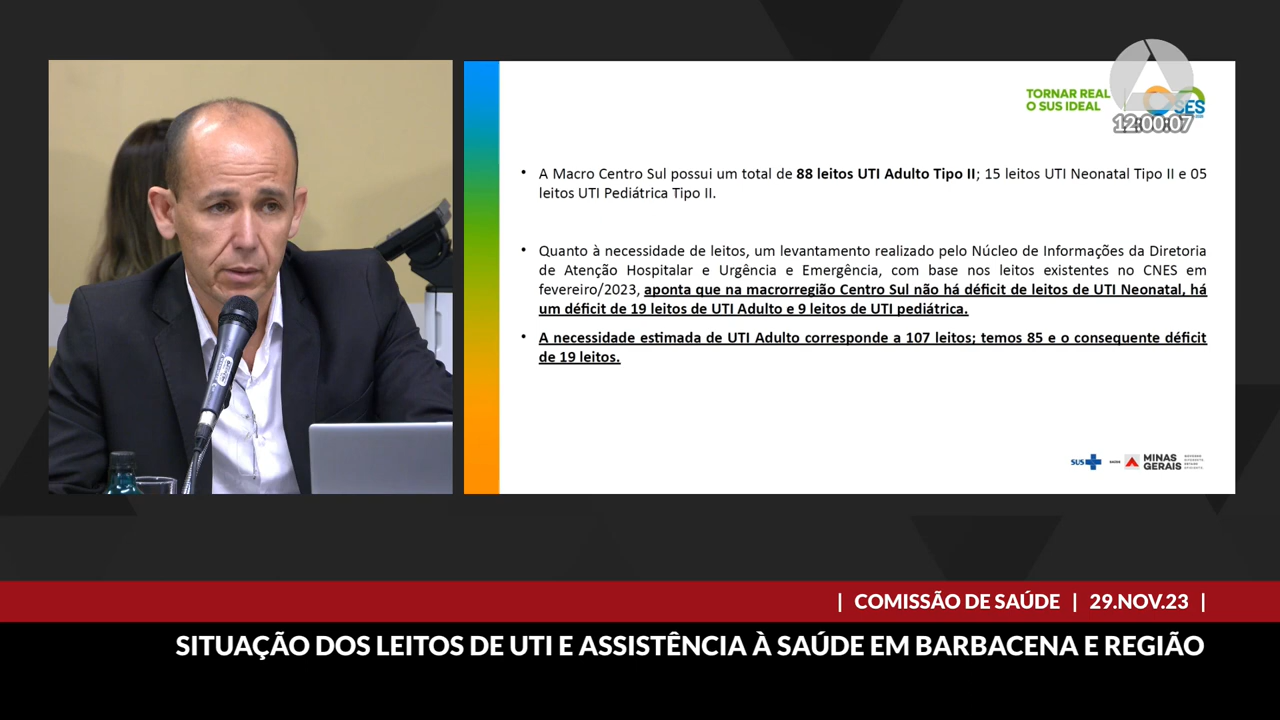 TORNAR REAL
O SUS IDEAL
SES
12:00:07
• A Macro Centro Sul possui um total de 88 leitos UTI Adulto Tipo II; 15 leitos UTI Neonatal Tipo II e 05
leitos UTI Pediátrica Tipo II.
• Quanto à necessidade de leitos, um levantamento realizado pelo Núcleo de Informações da Diretoria
de Atenção Hospitalar e Urgência e Emergência, com base nos leitos existentes no CNES em
fevereiro/2023, aponta que na macrorregião Centro Sul não há déficit de leitos de UTI Neonatal, há
um déficit de 19 leitos de UTI Adulto e 9 leitos de UTI pediátrica.
• A necessidade estimada de UTI Adulto corresponde a 107 leitos; temos 85 e o consequente déficit
de 19 leitos.
SUS
SAÚDE
MINAS
GERAIS
| COMISSÃO DE SAÚDE | 29.NOV.23 |
SITUAÇÃO DOS LEITOS DE UTI E ASSISTÊNCIA À SAÚDE EM BARBACENA E REGIÃO